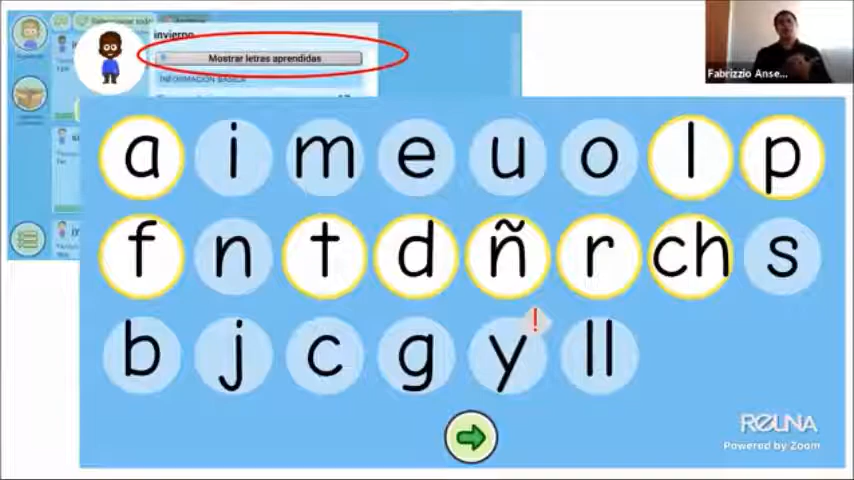 invierno
Mostrar letras aprendidas
INFORMACIÓN BÁSICA
Fabrizzio Anse...
a i m e u o l p
f n t d ñ r ch s
!
b j c g y ll
REUNA
Powered by Zoom